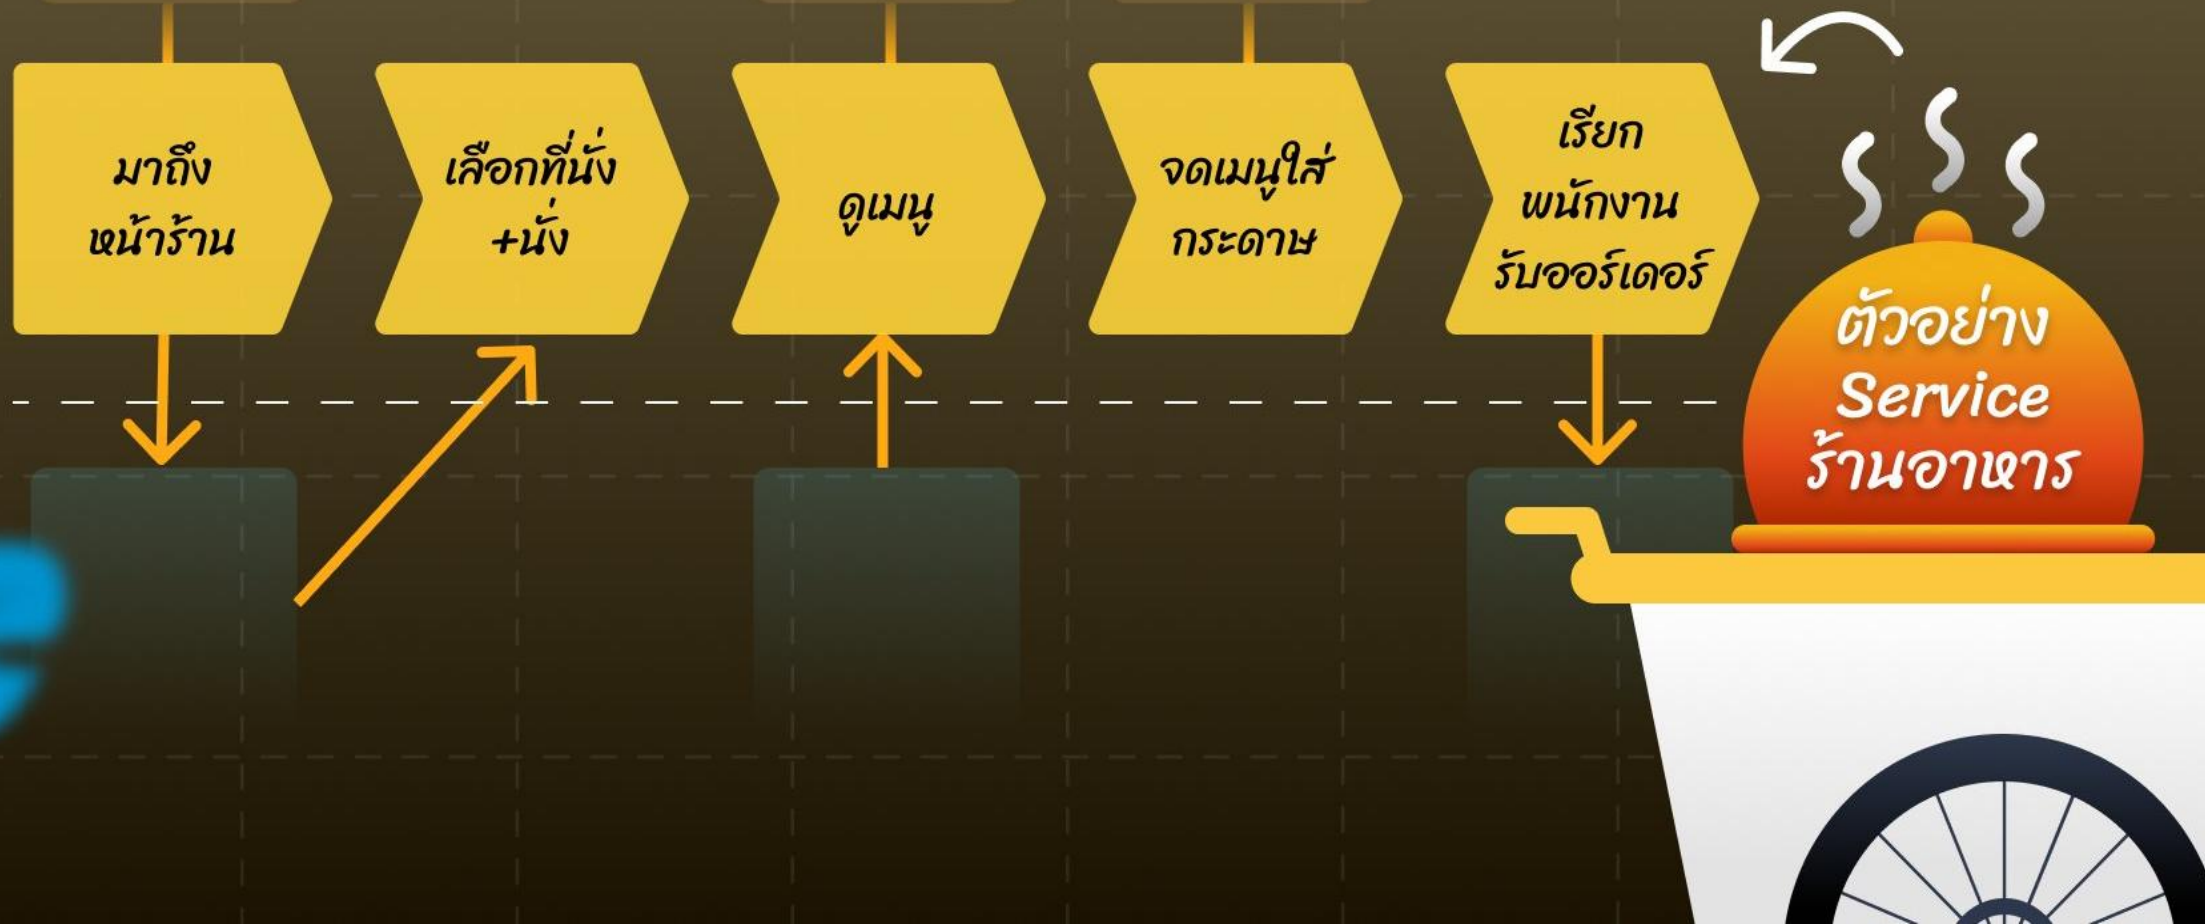 มาถึง
หน้าร้าน
เลือกที่นั่ง
+นั่ง
ดูเมนู
จดเมนูใส่
กระดาษ
เรียก
พนักงาน
รับออร์เดอร์
ตัวอย่าง
Service
ร้านอาหาร